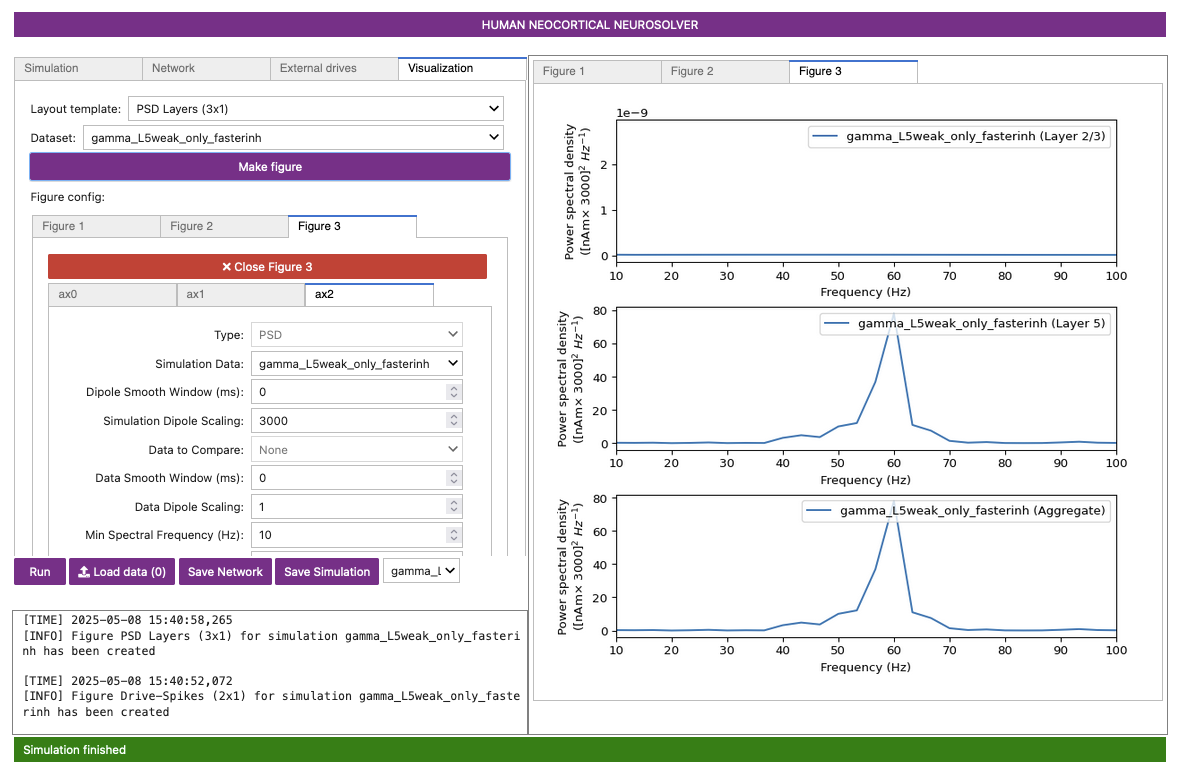 HUMAN NEOCORTICAL NEUROSOLVER
Simulation
Network
External drives
Visualization
Layout template: PSD Layers (3x1)
Dataset: gamma_L5weak_only_fasterinh
Make figure
Figure config:
Figure 1
Figure 2
Figure 3
Close Figure 3
ax0
ax1
ax2
Type: PSD
Simulation Data: gamma_L5weak_only_fasterinh
Dipole Smooth Window (ms): 0
Simulation Dipole Scaling: 3000
Data to Compare: None
Data Smooth Window (ms): 0
Data Dipole Scaling: 1
Min Spectral Frequency (Hz): 10
Run
Load data (0)
Save Network
Save Simulation
gamma_L
[TIME] 2025-05-08 15:40:58,265
[INFO] Figure PSD Layers (3x1) for simulation gamma_L5weak_only_fasteri
nh has been created
[TIME] 2025-05-08 15:40:52,072
[INFO] Figure Drive-Spikes (2x1) for simulation gamma_L5weak_only_faste
rinh has been created
Figure 1
Figure 2
Figure 3
1e−9
Power spectral density
([nAm× 3000]² Hz⁻¹)
2
1
0
gamma_L5weak_only_fasterinh (Layer 2/3)
10 20 30 40 50 60 70 80 90 100
Frequency (Hz)
Power spectral density
([nAm× 3000]² Hz⁻¹)
80
60
40
20
0
gamma_L5weak_only_fasterinh (Layer 5)
10 20 30 40 50 60 70 80 90 100
Frequency (Hz)
Power spectral density
([nAm× 3000]² Hz⁻¹)
80
60
40
20
0
gamma_L5weak_only_fasterinh (Aggregate)
10 20 30 40 50 60 70 80 90 100
Frequency (Hz)
Simulation finished